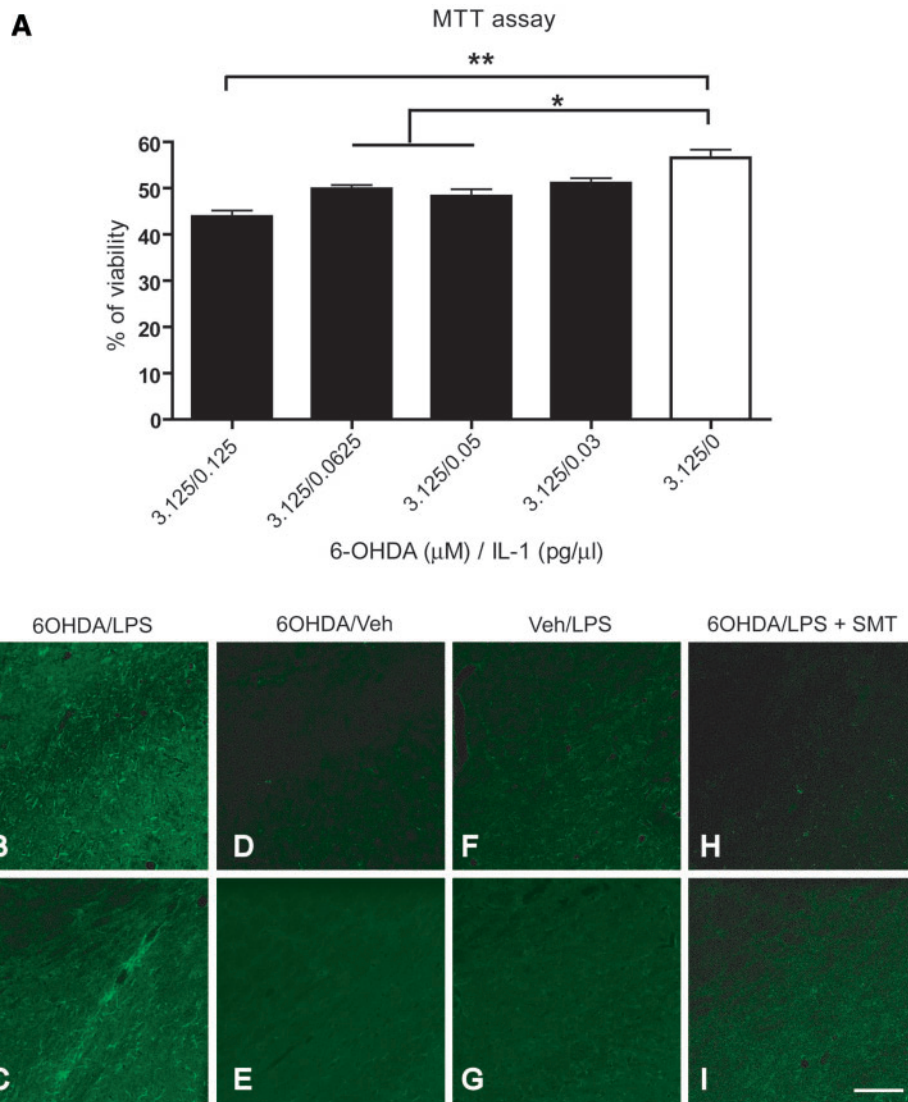 A
MTT assay
**
*
% of viability
60
50
40
30
20
10
0
3.125/0.125
3.125/0.0625
3.125/0.05
3.125/0.03
3.125/0
6-OHDA (μM) / IL-1 (pg/μl)
6OHDA/LPS 6OHDA/Veh Veh/LPS 6OHDA/LPS + SMT
B D F H
C E G I